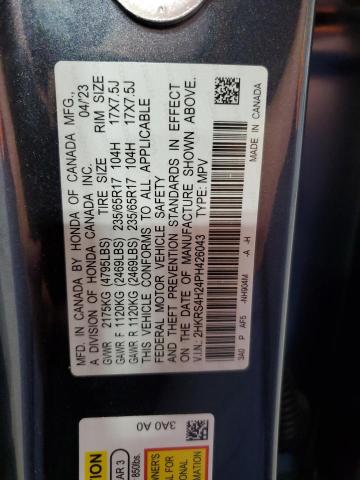 MFD. IN CANADA BY HONDA OF CANADA MFG.,
A DIVISION OF HONDA CANADA INC. 04/'23
TIRE SIZE RIM SIZE
GVWR 2175KG (4795LBS)
GAWR F 1120KG (2469LBS) 235/65R17 104H 17X7.5J
GAWR R 1120KG (2469LBS) 235/65R17 104H 17X7.5J
THIS VEHICLE CONFORMS TO ALL APPLICABLE
FEDERAL MOTOR VEHICLE SAFETY
AND THEFT PREVENTION STANDARDS IN EFFECT
ON THE DATE OF MANUFACTURE SHOWN ABOVE.
V.I.N: 2HKRS4H24PH426043 TYPE: MPV
3A0 P AF5 -NH904M -A -H
MADE IN CANADA
3A0 A0